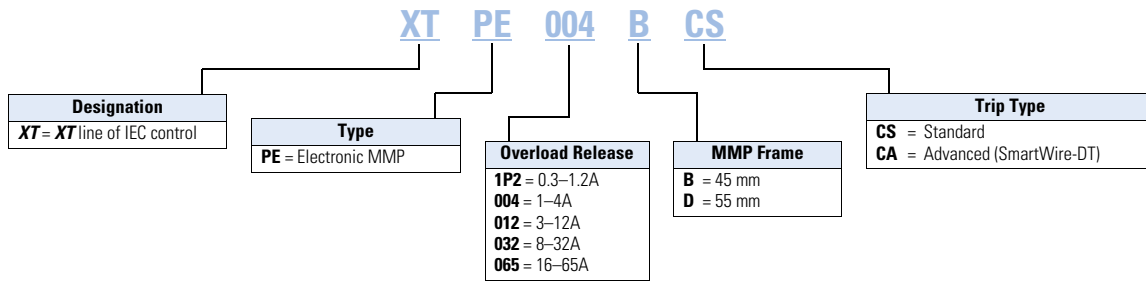 XT PE 004 B CS
Designation
XT = XT line of IEC control
Type
PE = Electronic MMP
Overload Release
1P2 = 0.3–1.2A
004 = 1–4A
012 = 3–12A
032 = 8–32A
065 = 16–65A
MMP Frame
B = 45 mm
D = 55 mm
Trip Type
CS = Standard
CA = Advanced (SmartWire-DT)